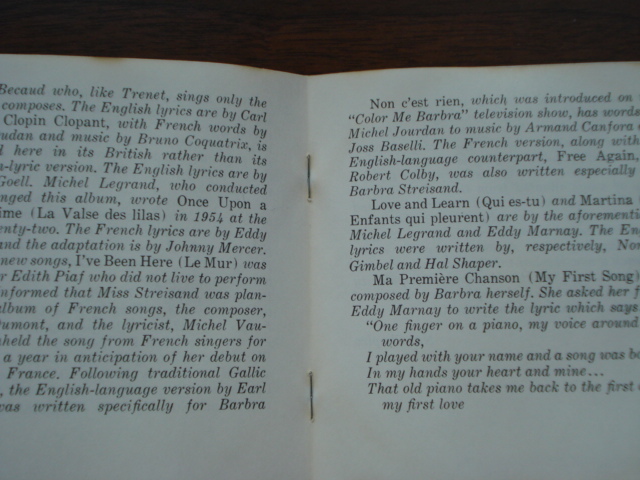 Becaud who, like Trenet, sings only the
composes. The English lyrics are by Carl
Clopin Clopant, with French words by
and music by Bruno Coquatrix, is
here in its British rather than its
-lyric version. The English lyrics are by
Goell. Michel Legrand, who conducted
this album, wrote Once Upon a
(La Valse des lilas) in 1954 at the
The French lyrics are by Eddy
and the adaptation is by Johnny Mercer.
new songs, I've Been Here (Le Mur) was
Edith Piaf who did not live to perform
informed that Miss Streisand was plan-
album of French songs, the composer,
and the lyricist, Michel Vau-
the song from French singers for
a year in anticipation of her debut on
France. Following traditional Gallic
, the English-language version by Earl
was written specifically for Barbra
Non c'est rien, which was introduced on
"Color Me Barbra" television show, has words
Michel Jourdan to music by Armand Canfora
Joss Baselli. The French version, along with
English-language counterpart, Free Again,
Robert Colby, was also written especially
Barbra Streisand.
Love and Learn (Qui es-tu) and Martina
Enfants qui pleurent) are by the aforementi
Michel Legrand and Eddy Marnay. The En
lyrics were written by, respectively, Nor
Gimbel and Hal Shaper.
Ma Première Chanson (My First Song)
composed by Barbra herself. She asked her f
Eddy Marnay to write the lyric which says:
"One finger on a piano, my voice around
words,
I played with your name and a song was bo
In my hands your heart and mine...
That old piano takes me back to the first
my first love